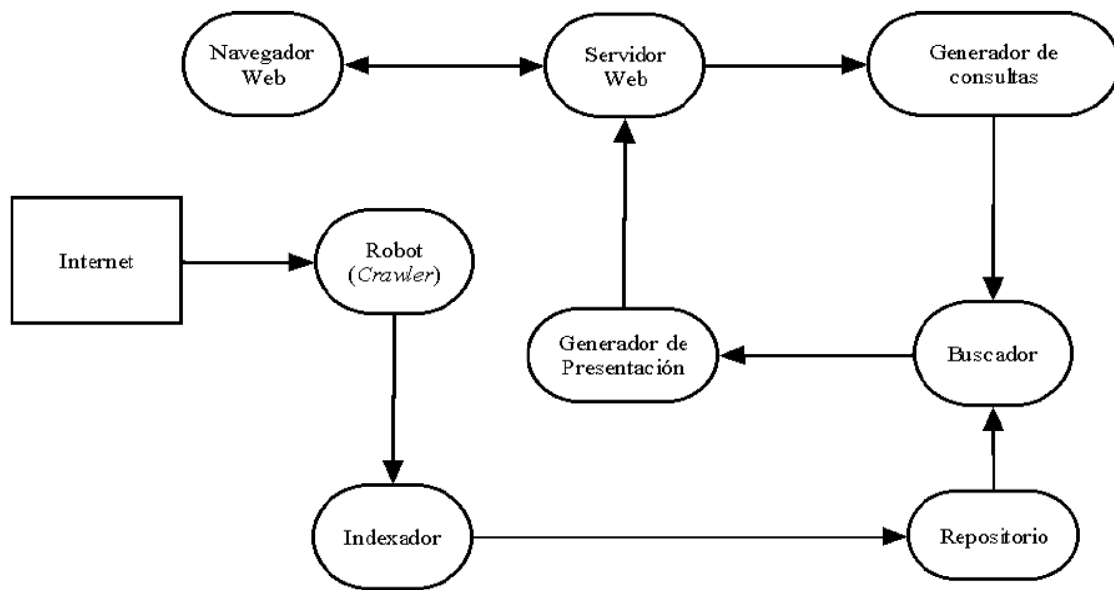 Navegador
Web
Servidor
Web
Generador de
consultas
Internet
Robot
(Crawler)
Generador de
Presentación
Buscador
Indexador
Repositorio